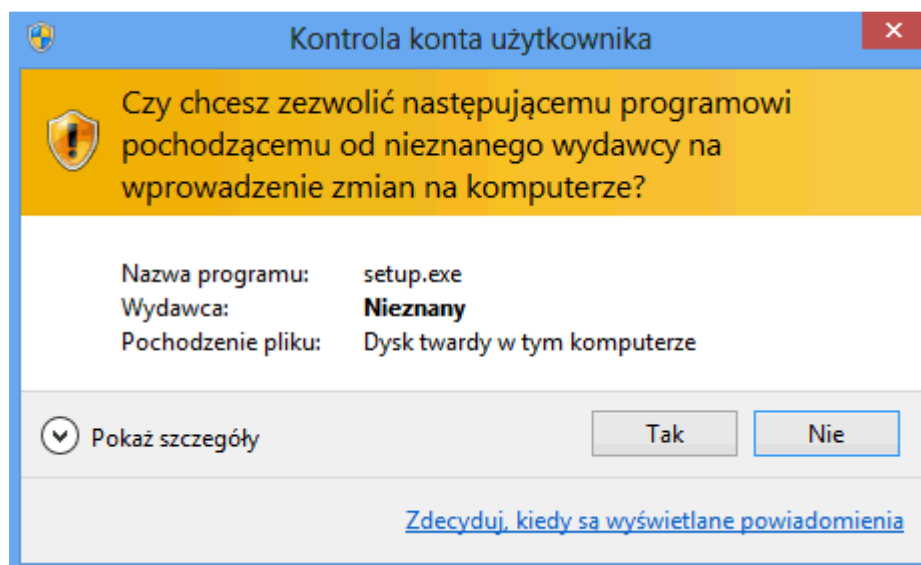 Kontrola konta użytkownika
Czy chcesz zezwolić następującemu programowi
pochodzącemu od nieznanego wydawcy na
wprowadzenie zmian na komputerze?
Nazwa programu: setup.exe
Wydawca: Nieznany
Pochodzenie pliku: Dysk twardy w tym komputerze
Pokaż szczegóły Tak Nie
Zdecyduj, kiedy są wyświetlane powiadomienia